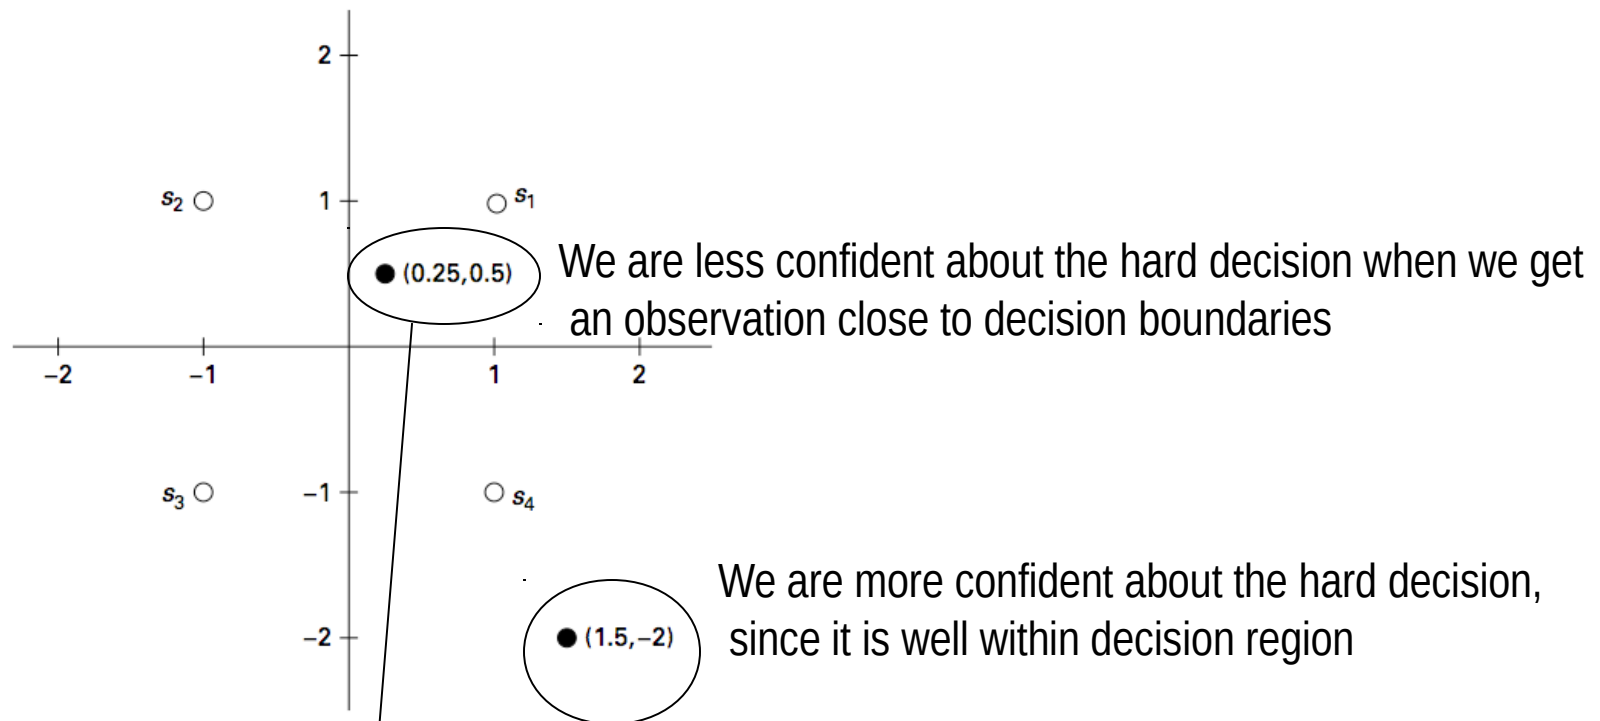 2
s2
1
s1
(0.25,0.5)
We are less confident about the hard decision when we get
an observation close to decision boundaries
−2
−1
1
2
s3
−1
s4
We are more confident about the hard decision,
since it is well within decision region
−2
(1.5,−2)